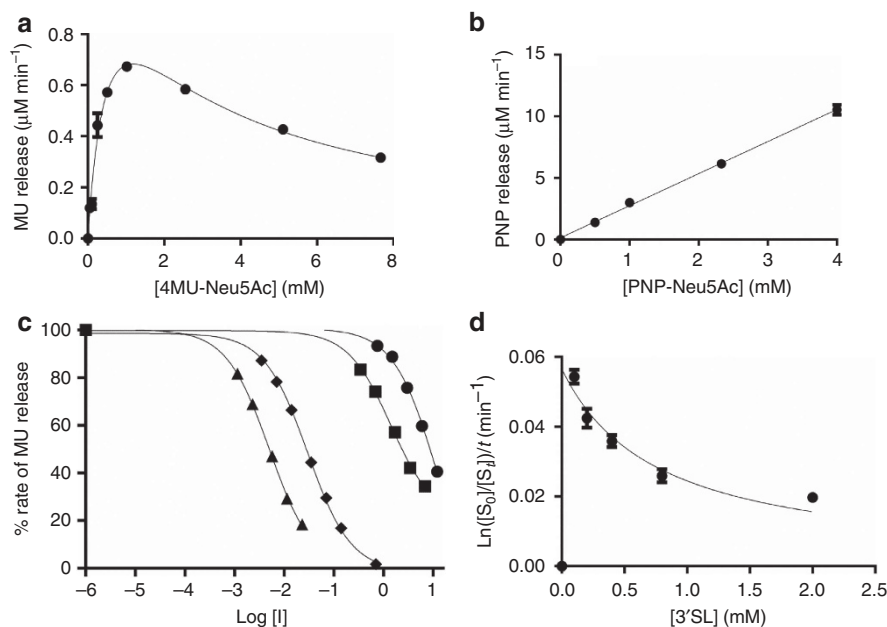 a
MU release (μM min⁻¹)
0.8
0.6
0.4
0.2
0.0
0 2 4 6 8
[4MU-Neu5Ac] (mM)
b
PNP release (μM min⁻¹)
15
10
5
0
0 1 2 3 4
[PNP-Neu5Ac] (mM)
c
% rate of MU release
100
80
60
40
20
0
–6 –5 –4 –3 –2 –1 0 1
Log [I]
d
Ln([S₀]/[Sₜ])/t (min⁻¹)
0.06
0.04
0.02
0.00
0.0 0.5 1.0 1.5 2.0 2.5
[3′SL] (mM)